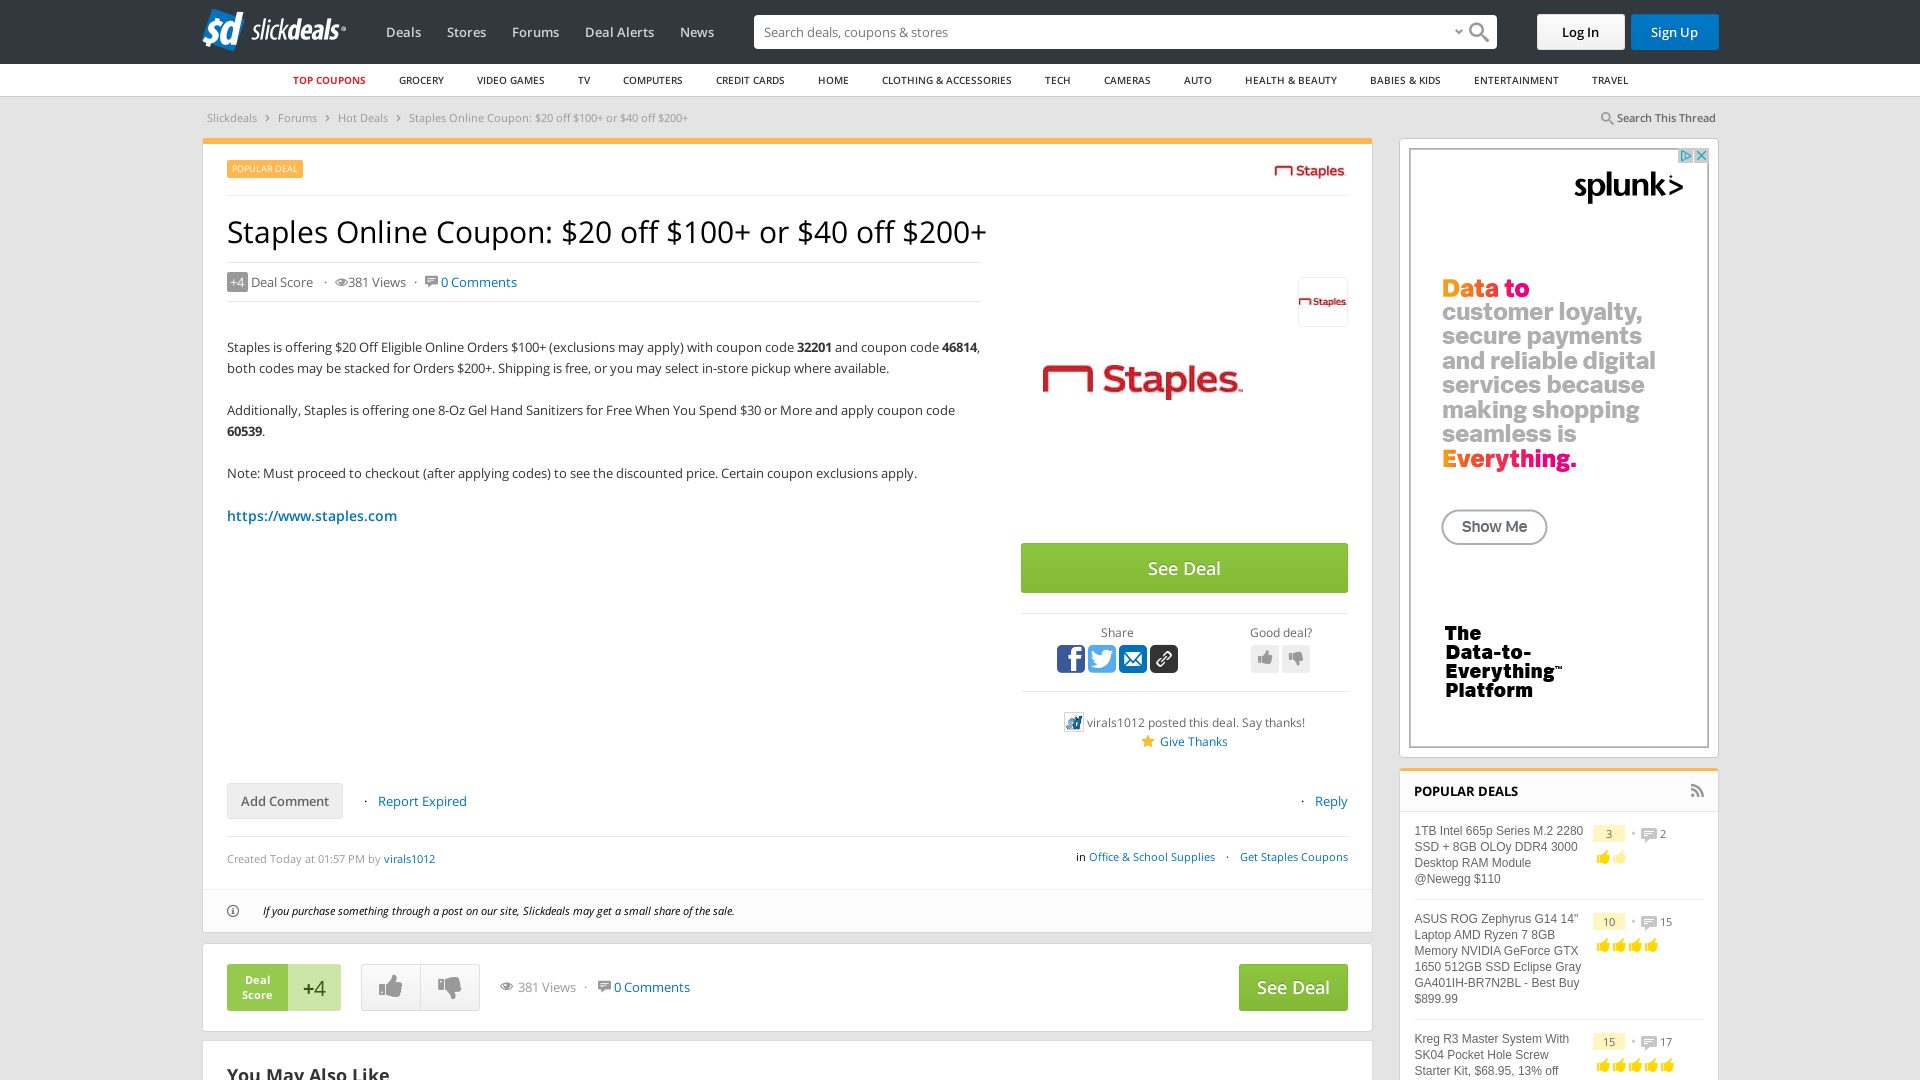 sd slickdeals
Deals Stores Forums Deal Alerts News
Search deals, coupons & stores
Log In Sign Up
TOP COUPONS GROCERY VIDEO GAMES TV COMPUTERS CREDIT CARDS HOME CLOTHING & ACCESSORIES TECH CAMERAS AUTO HEALTH & BEAUTY BABIES & KIDS ENTERTAINMENT TRAVEL
Slickdeals > Forums > Hot Deals > Staples Online Coupon: $20 off $100+ or $40 off $200+
Search This Thread
POPULAR DEAL
Staples
Staples Online Coupon: $20 off $100+ or $40 off $200+
+4 Deal Score · 381 Views · 0 Comments
Staples
Staples is offering $20 Off Eligible Online Orders $100+ (exclusions may apply) with coupon code 32201 and coupon code 46814,
both codes may be stacked for Orders $200+. Shipping is free, or you may select in-store pickup where available.
Additionally, Staples is offering one 8-Oz Gel Hand Sanitizers for Free When You Spend $30 or More and apply coupon code
60539.
Note: Must proceed to checkout (after applying codes) to see the discounted price. Certain coupon exclusions apply.
https://www.staples.com
Staples
See Deal
Share
Good deal?
virals1012 posted this deal. Say thanks!
Give Thanks
Add Comment · Report Expired
· Reply
Created Today at 01:57 PM by virals1012
in Office & School Supplies · Get Staples Coupons
If you purchase something through a post on our site, Slickdeals may get a small share of the sale.
Deal
Score
+4
381 Views · 0 Comments
See Deal
You May Also Like
splunk>
Data to
customer loyalty,
secure payments
and reliable digital
services because
making shopping
seamless is
Everything.
Show Me
The
Data-to-
Everything™
Platform
POPULAR DEALS
1TB Intel 665p Series M.2 2280
SSD + 8GB OLOy DDR4 3000
Desktop RAM Module
@Newegg $110
3 • 2
ASUS ROG Zephyrus G14 14"
Laptop AMD Ryzen 7 8GB
Memory NVIDIA GeForce GTX
1650 512GB SSD Eclipse Gray
GA401IH-BR7N2BL - Best Buy
$899.99
10 • 15
Kreg R3 Master System With
SK04 Pocket Hole Screw
Starter Kit, $68.95, 13% off
15 • 17